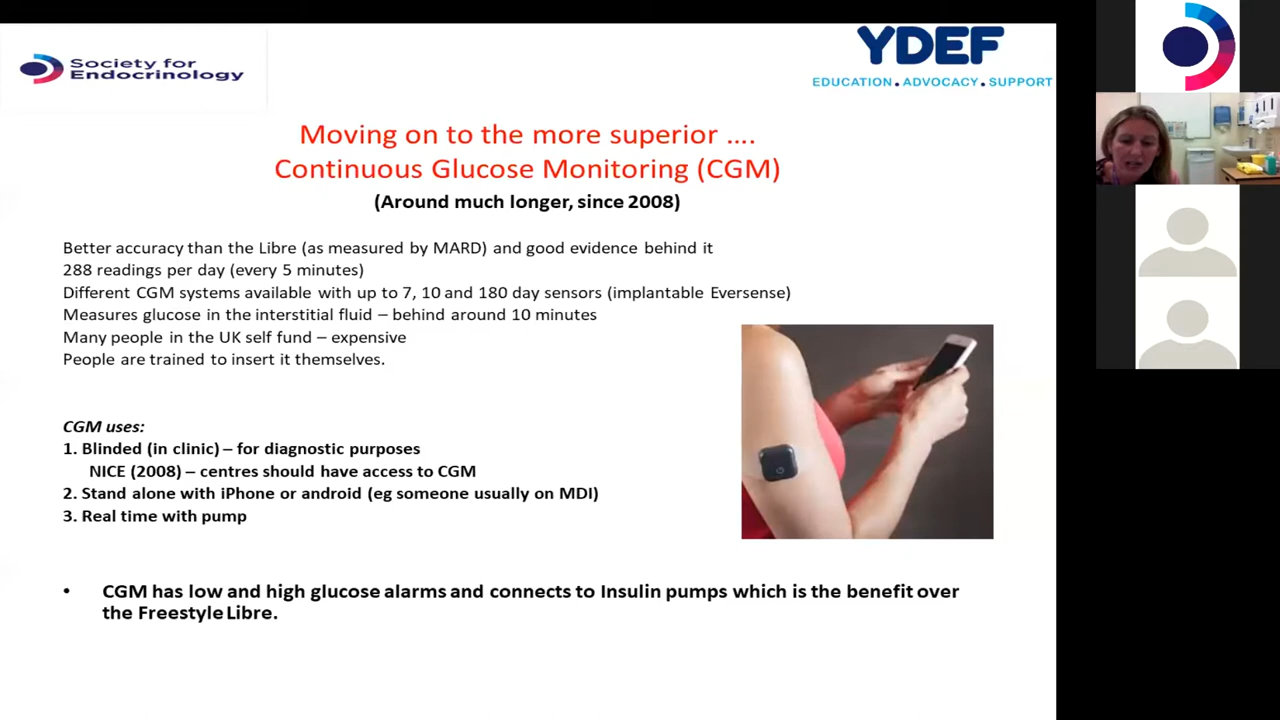 Society for
Endocrinology
YDEF
EDUCATION . ADVOCACY . SUPPORT
Moving on to the more superior ….
Continuous Glucose Monitoring (CGM)
(Around much longer, since 2008)
Better accuracy than the Libre (as measured by MARD) and good evidence behind it
288 readings per day (every 5 minutes)
Different CGM systems available with up to 7, 10 and 180 day sensors (implantable Eversense)
Measures glucose in the interstitial fluid – behind around 10 minutes
Many people in the UK self fund – expensive
People are trained to insert it themselves.
CGM uses:
1. Blinded (in clinic) – for diagnostic purposes
NICE (2008) – centres should have access to CGM
2. Stand alone with iPhone or android (eg someone usually on MDI)
3. Real time with pump
• CGM has low and high glucose alarms and connects to Insulin pumps which is the benefit over
the Freestyle Libre.